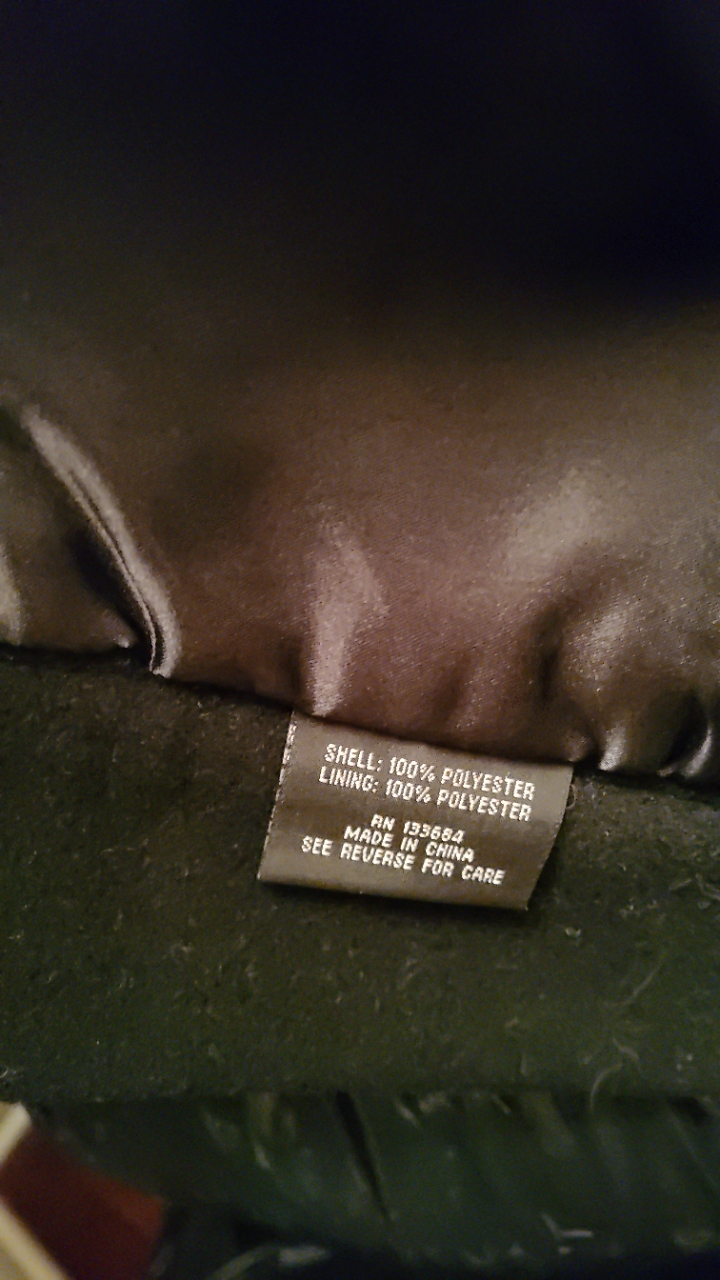 SHELL: 100% POLYESTER
LINING: 100% POLYESTER
RN 133684
MADE IN CHINA
SEE REVERSE FOR CARE